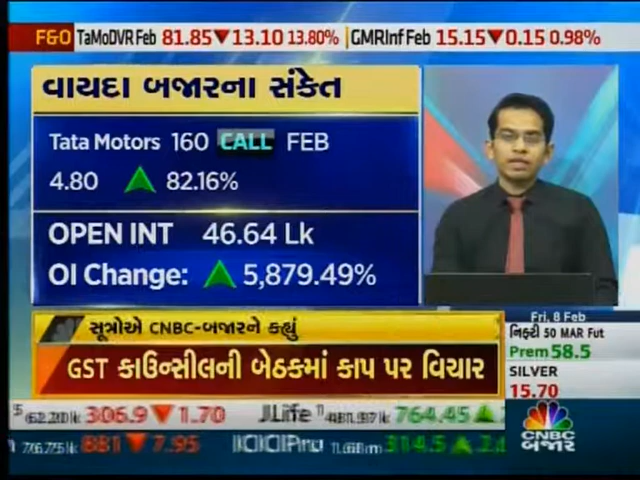 F&O TaMoDVR Feb 81.85▼13.10 13.80% GMRInf Feb 15.15▼0.15 0.98%
વાયદા બજારના સંકેત
Tata Motors 160 CALL FEB
4.80 ▲ 82.16%
OPEN INT 46.64 Lk
OI Change: ▲ 5,879.49%
Fri, 8 Feb
નિફ્ટી 50 MAR Fut
Prem 58.5
SILVER
15.70
સૂત્રોએ CNBC-બજારને કહ્યું
GST કાઉન્સીલની બેઠકમાં કાપ પર વિચાર
306.9 ▼ 1.70 JLife 764.45 ▲
881 ▼ 7.95 ICICIPru 314.5 ▲
CNBC
બજાર